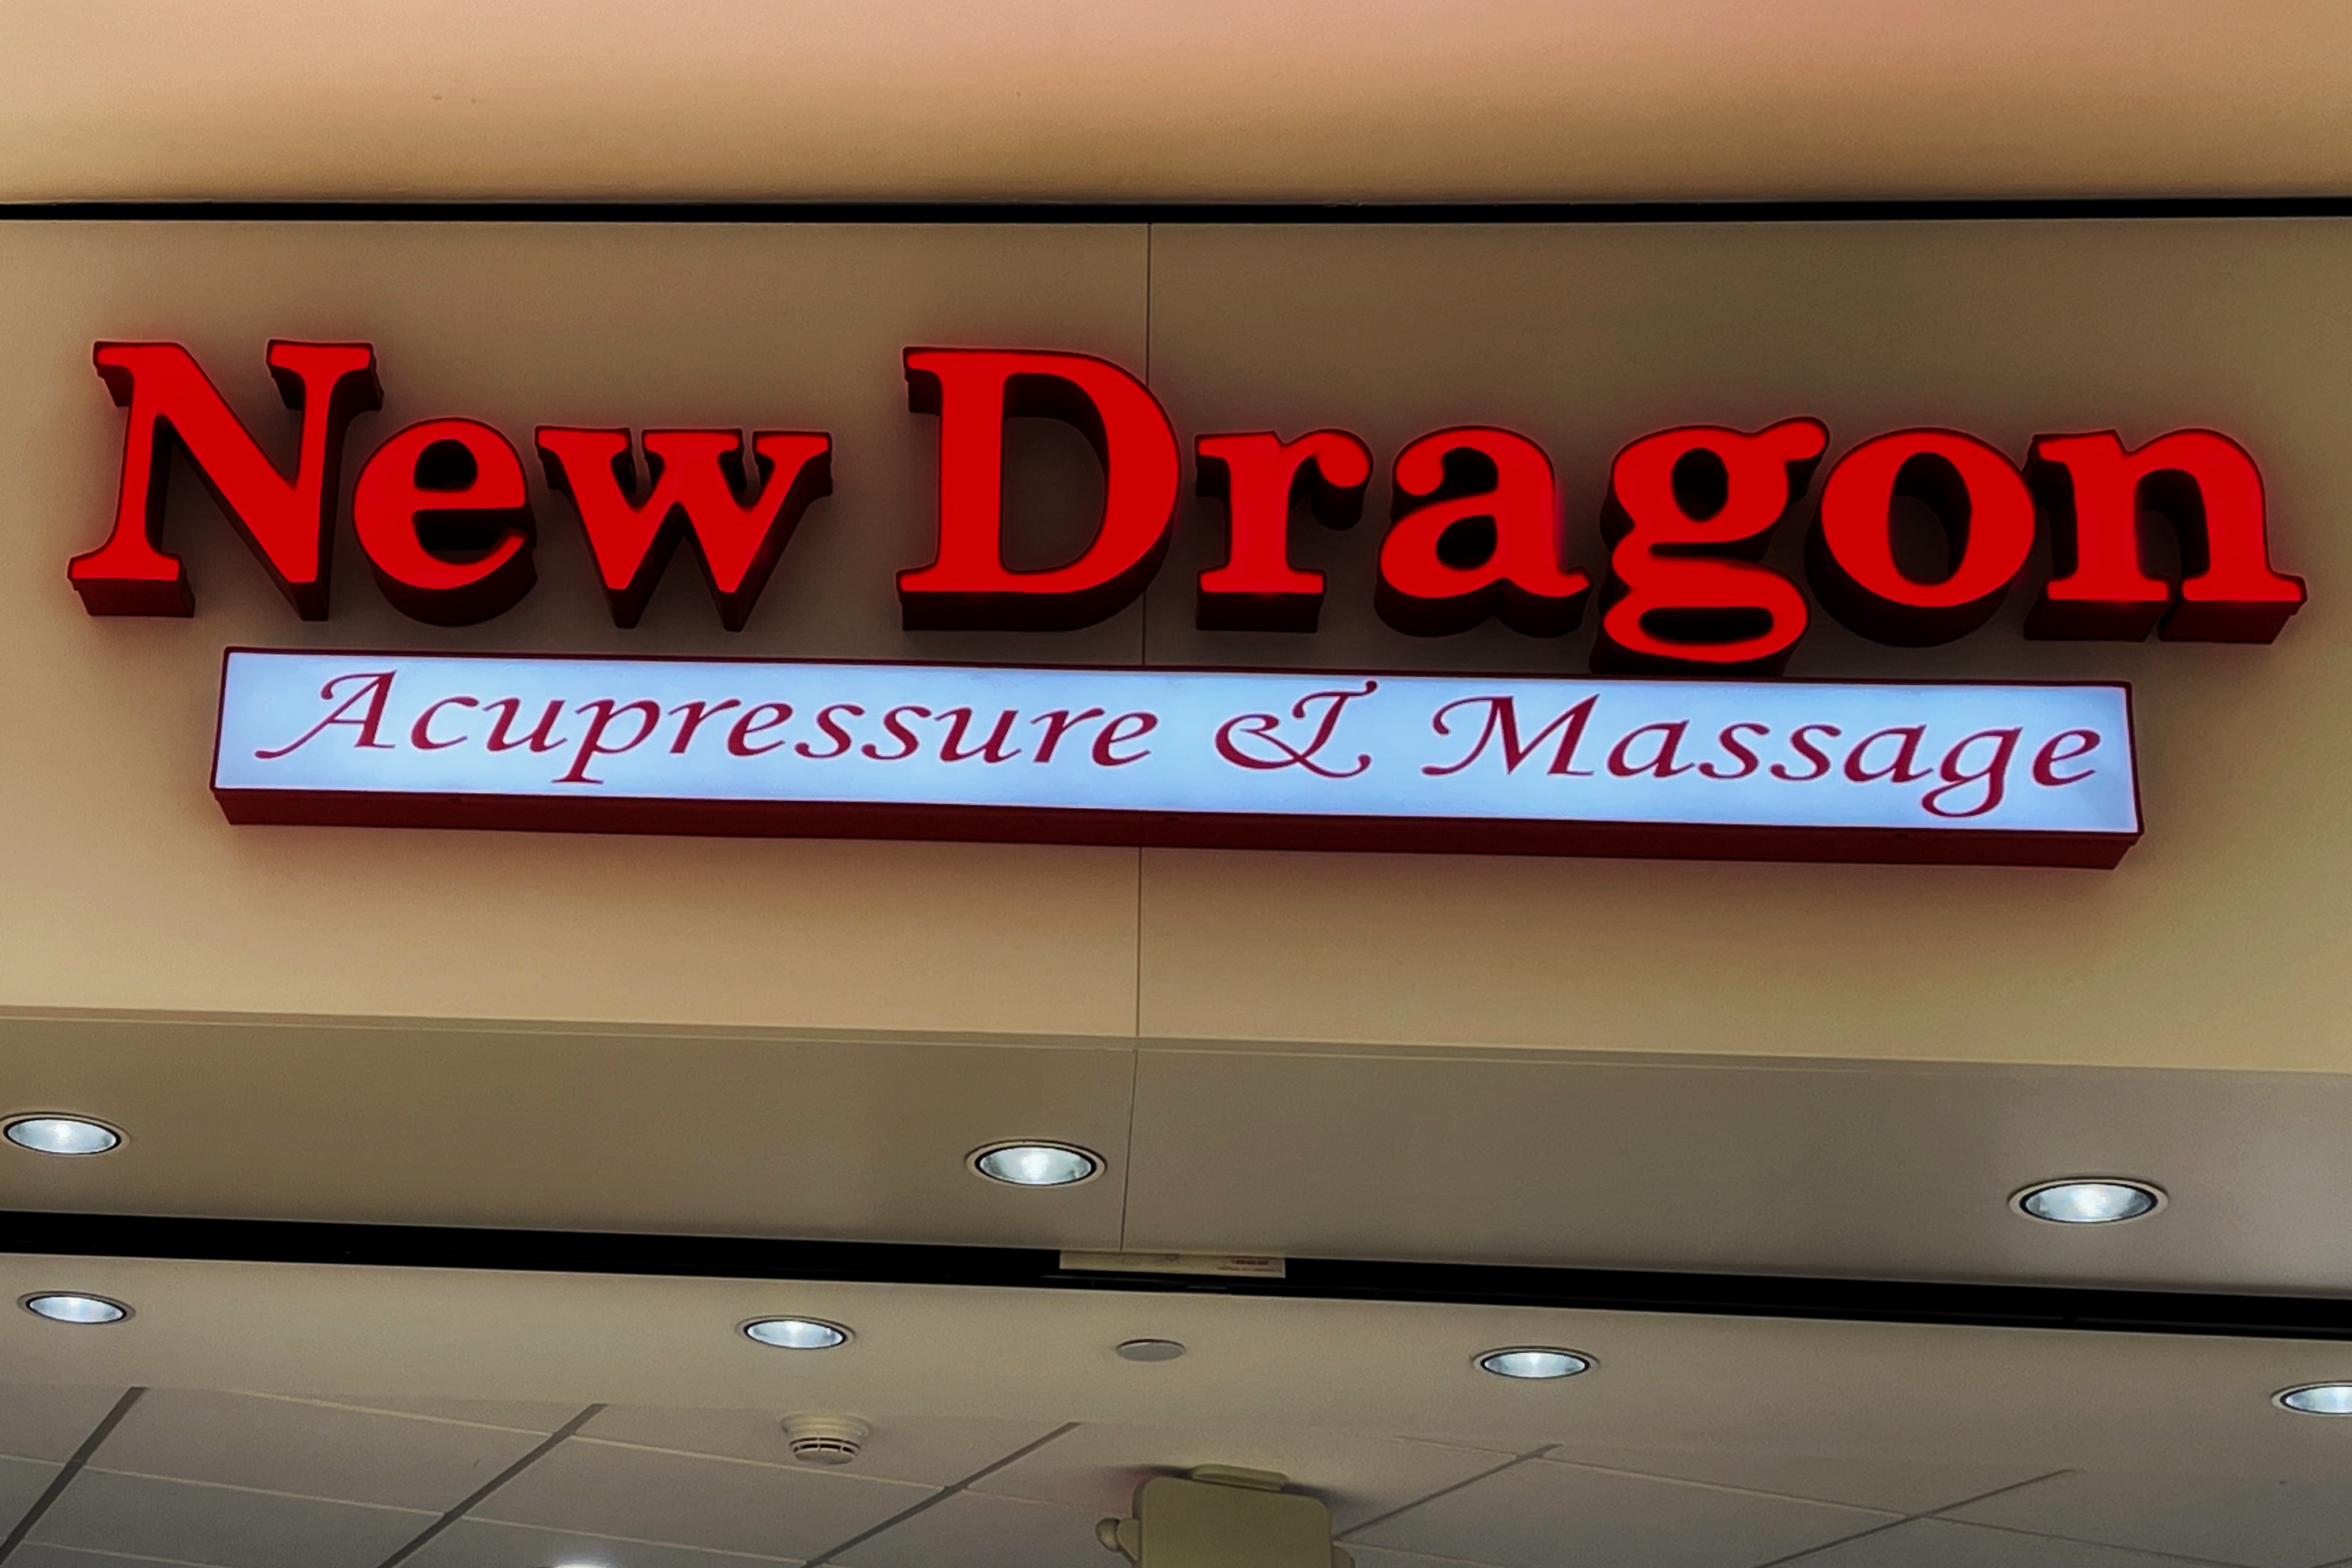 New Dragon
Acupressure & Massage